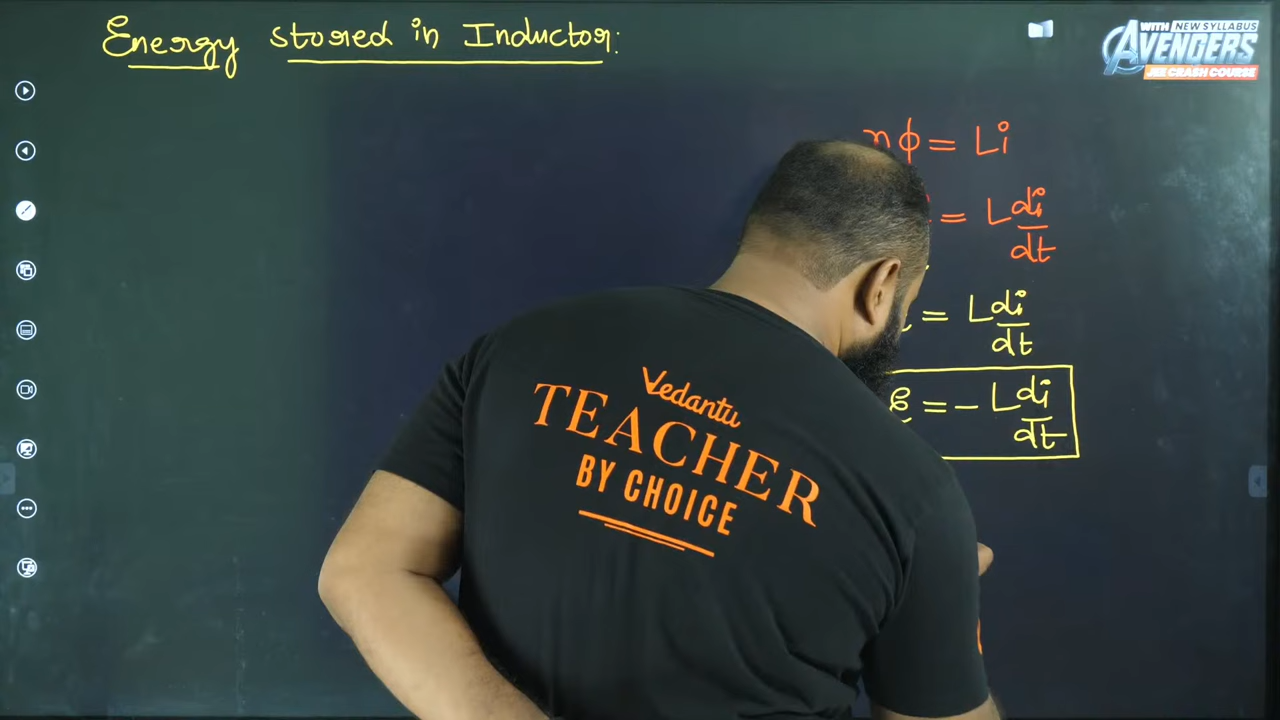 Energy stored in Inductor:
WITH NEW SYLLABUS
AVENGERS
JEE CRASH COURSE
nϕ = Li
= L di/dt
= L di/dt
ε = - L di/dt
Vedantu
TEACHER
BY CHOICE